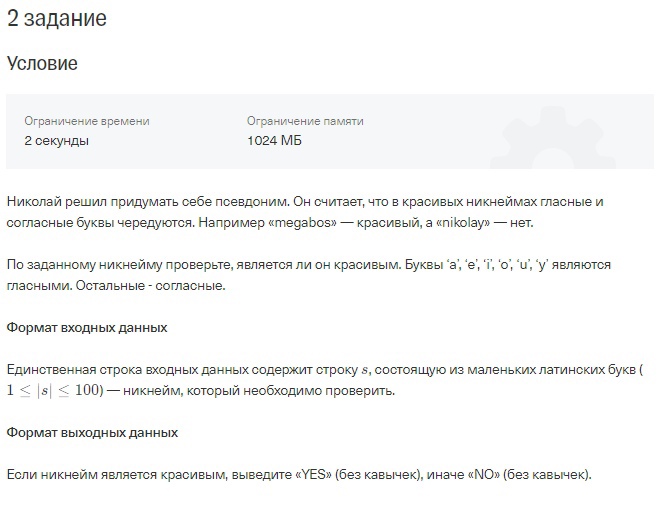 2 задание
Условие
Ограничение времени
2 секунды
Ограничение памяти
1024 МБ
Николай решил придумать себе псевдоним. Он считает, что в красивых никнеймах гласные и
согласные буквы чередуются. Например «megabos» — красивый, а «nikolay» — нет.
По заданному никнейму проверьте, является ли он красивым. Буквы ‘a’, ‘e’, ‘i’, ‘o’, ‘u’, ‘y’ являются
гласными. Остальные - согласные.
Формат входных данных
Единственная строка входных данных содержит строку s, состоящую из маленьких латинских букв (
1 ≤ |s| ≤ 100) — никнейм, который необходимо проверить.
Формат выходных данных
Если никнейм является красивым, выведите «YES» (без кавычек), иначе «NO» (без кавычек).